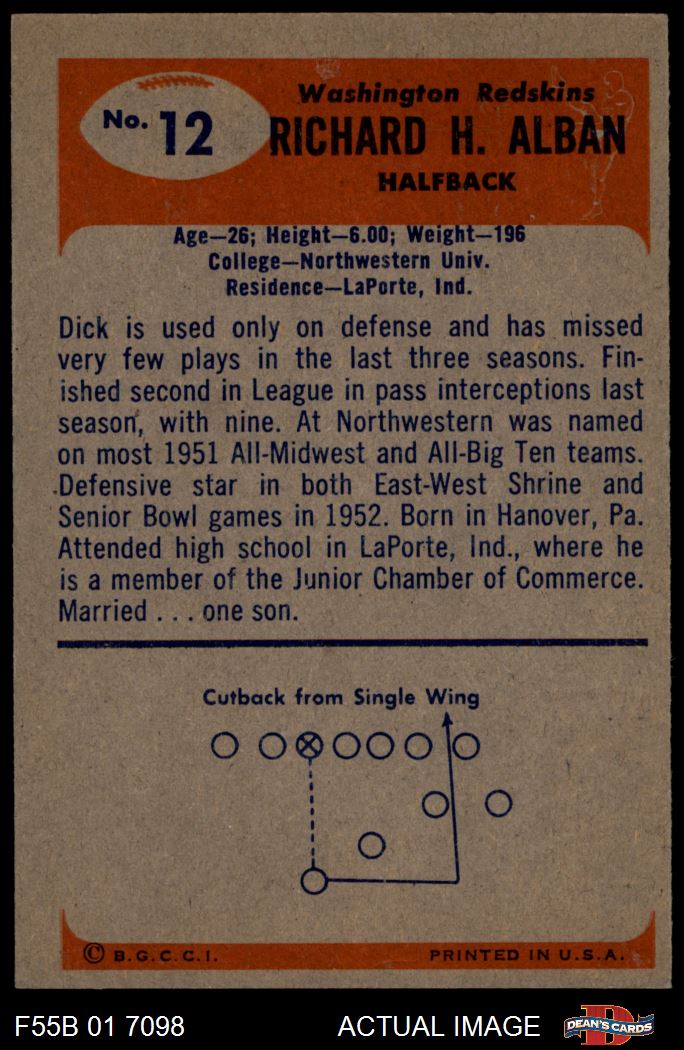 No. 12
Washington Redskins
RICHARD H. ALBAN
HALFBACK
Age—26; Height—6.00; Weight—196
College—Northwestern Univ.
Residence—LaPorte, Ind.
Dick is used only on defense and has missed
very few plays in the last three seasons. Fin-
ished second in League in pass interceptions last
season, with nine. At Northwestern was named
on most 1951 All-Midwest and All-Big Ten teams.
Defensive star in both East-West Shrine and
Senior Bowl games in 1952. Born in Hanover, Pa.
Attended high school in LaPorte, Ind., where he
is a member of the Junior Chamber of Commerce.
Married . . . one son.
Cutback from Single Wing
© B.G.C.C.I.
PRINTED IN U.S.A.
F55B 01 7098
ACTUAL IMAGE
D
DEAN'S CARDS